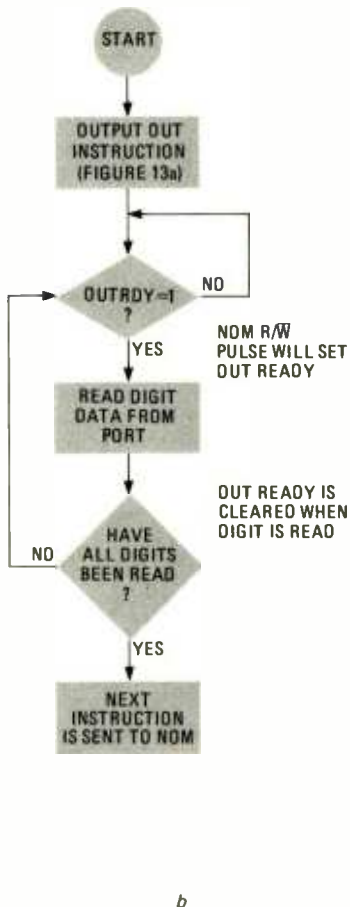 START
OUTPUT OUT
INSTRUCTION
(FIGURE 13a)
OUTRDY=1
?
NO
YES
NOM R/W
PULSE WILL SET
OUT READY
READ DIGIT
DATA FROM
PORT
OUT READY IS
CLEARED WHEN
DIGIT IS READ
HAVE
ALL DIGITS
BEEN READ
?
NO
YES
NEXT
INSTRUCTION
IS SENT TO NOM
b